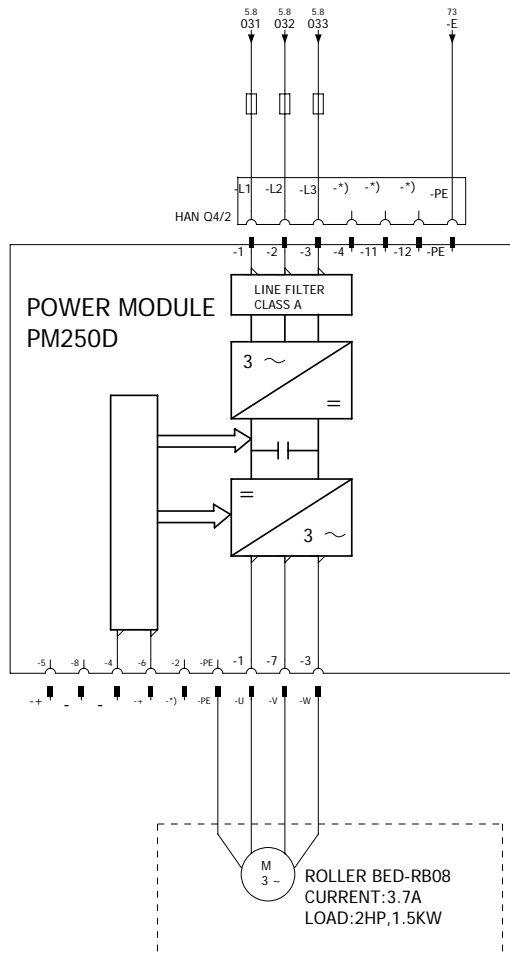 5.8 5.8 5.8 73
031 032 033 -E
-L1 -L2 -L3 -*) -*) -*) -PE
HAN Q4/2
-1 -2 -3 -4 -11 -12 -PE
LINE FILTER
CLASS A
POWER MODULE
PM250D
3 ~
=
=
3 ~
-5 -8 -4 -6 -2 -PE -1 -7 -3
-+ - - -+ -*) -PE -U -V -W
M
3 ~
ROLLER BED-RB08
CURRENT:3.7A
LOAD:2HP,1.5KW